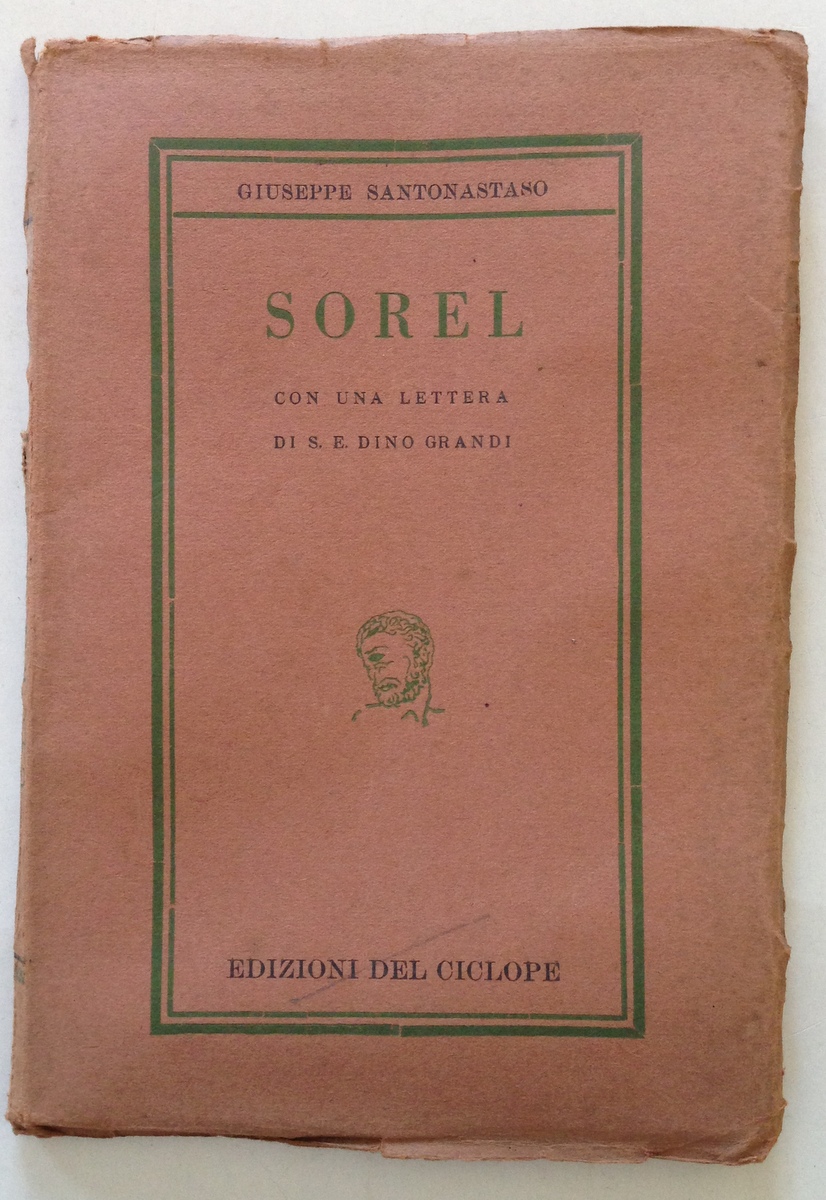 GIUSEPPE SANTONASTASO
SOREL
CON UNA LETTERA
DI S. E. DINO GRANDI
EDIZIONI DEL CICLOPE